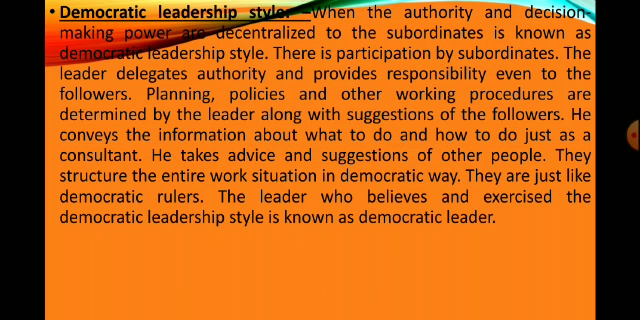 • Democratic leadership style:- When the authority and decision-
making power are decentralized to the subordinates is known as
democratic leadership style. There is participation by subordinates. The
leader delegates authority and provides responsibility even to the
followers. Planning, policies and other working procedures are
determined by the leader along with suggestions of the followers. He
conveys the information about what to do and how to do just as a
consultant. He takes advice and suggestions of other people. They
structure the entire work situation in democratic way. They are just like
democratic rulers. The leader who believes and exercised the
democratic leadership style is known as democratic leader.